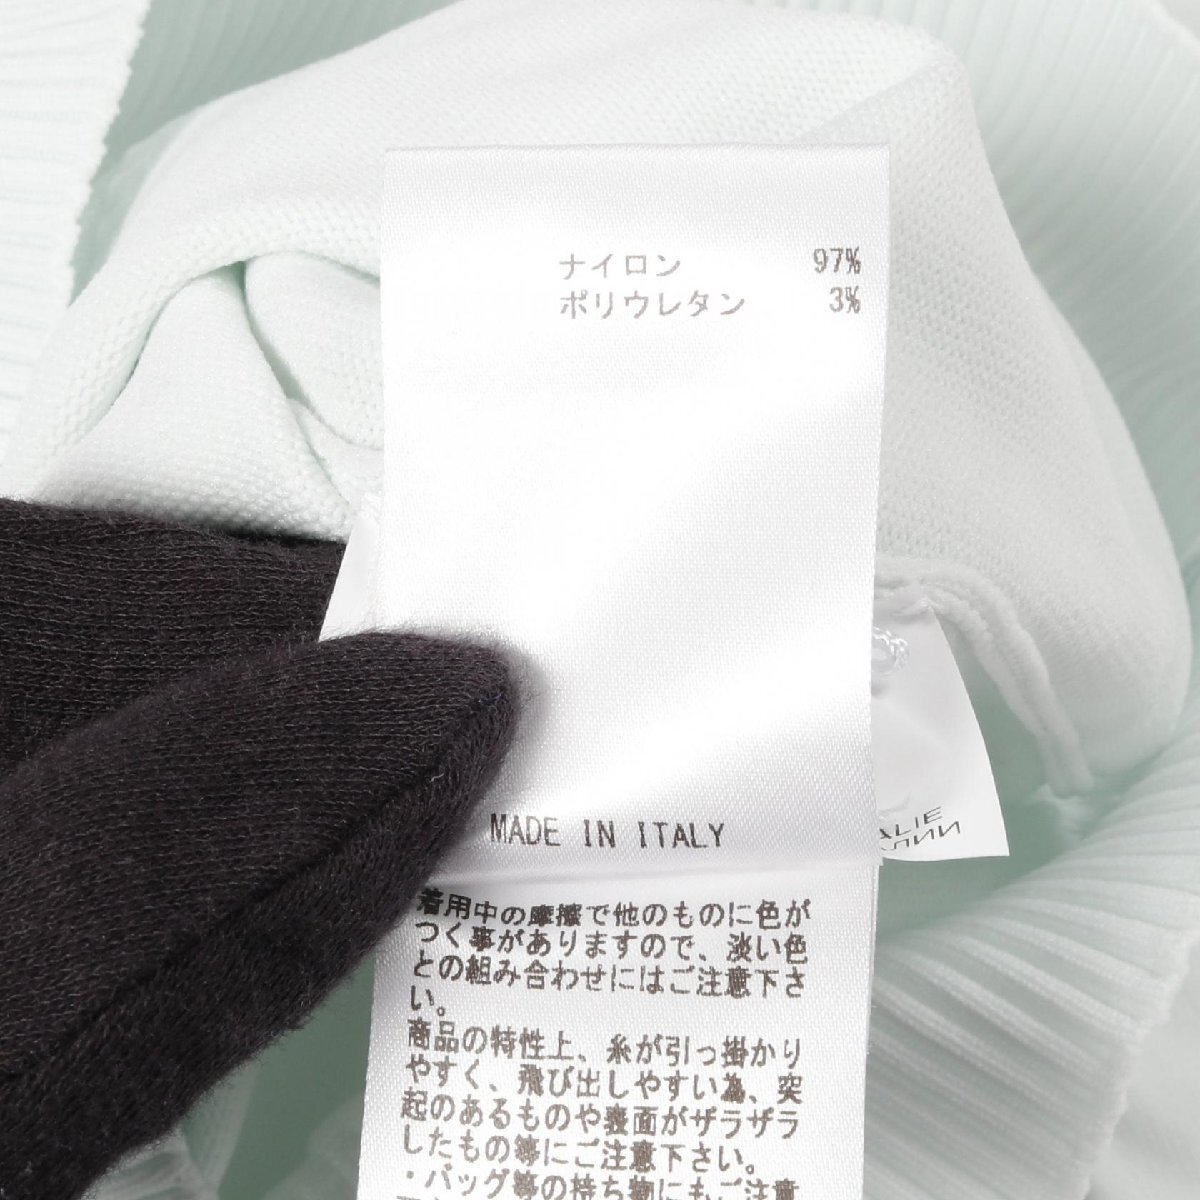 ナイロン 97%
ポリウレタン 3%
MADE IN ITALY
ALIE
着用中の摩擦で他のものに色が
つく事がありますので、淡い色
との組み合わせにはご注意下さ
い。
商品の特性上、糸が引っ掛かり
やすく、飛び出しやすい為、突
起のあるものや表面がザラザラ
したもの等にご注意下さい。
・バッグ等の持ち物にもご注意